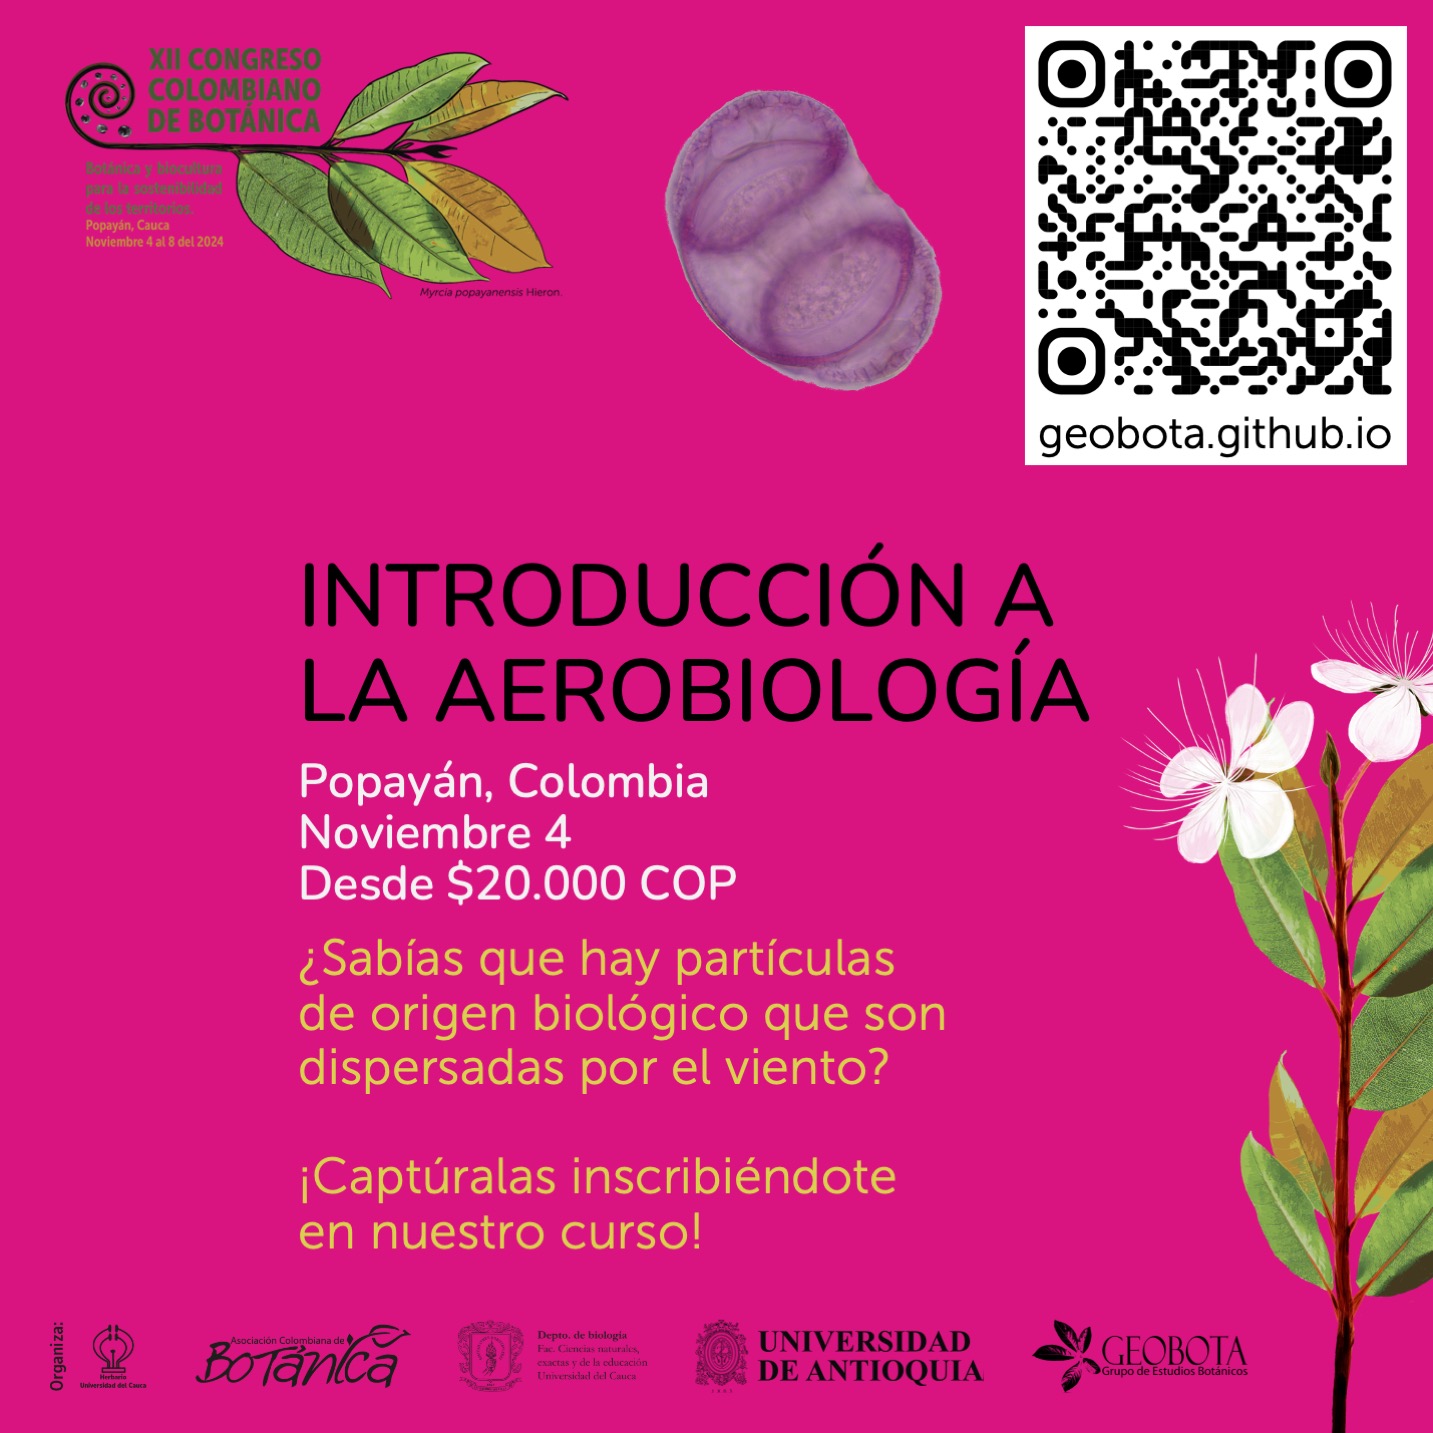 XII CONGRESO
COLOMBIANO
DE BOTÁNICA
Botánica y biocultura
para la sostenibilidad
de los territorios.
Popayán, Cauca
Noviembre 4 al 8 del 2024
Myrcia popayanensis Hieron.
geobota.github.io
INTRODUCCIÓN A
LA AEROBIOLOGÍA
Popayán, Colombia
Noviembre 4
Desde $20.000 COP
¿Sabías que hay partículas
de origen biológico que son
dispersadas por el viento?
¡Captúralas inscribiéndote
en nuestro curso!
Organiza:
Herbario
Universidad del Cauca
Asociación Colombiana de
BOTÁNICA
Depto. de biología
Fac. Ciencias naturales,
exactas y de la educación
Universidad del Cauca
1803
UNIVERSIDAD
DE ANTIOQUIA
GEOBOTA
Grupo de Estudios Botánicos